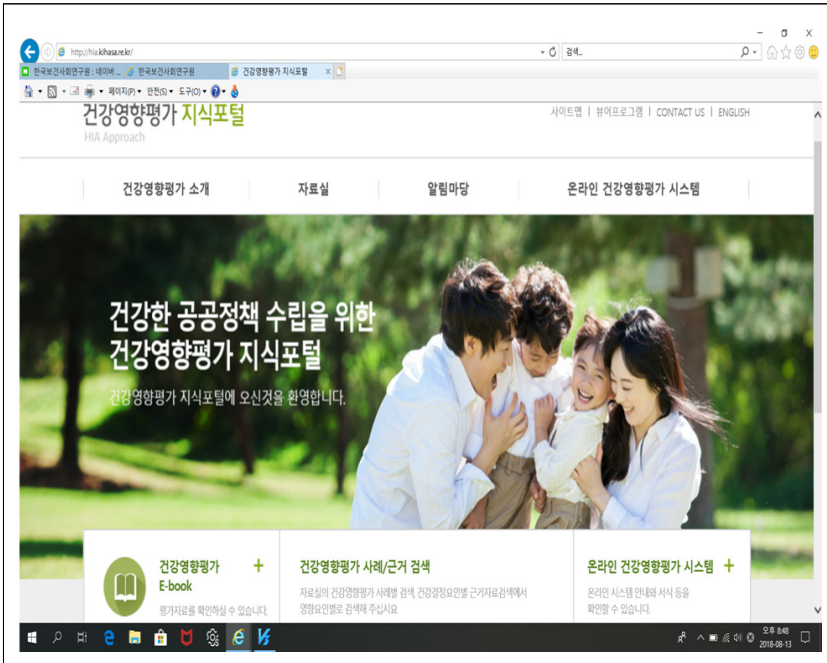 http://hia.kihasa.re.kr/
검색...
한국보건사회연구원 : 네이버 ...
한국보건사회연구원
건강영향평가 지식포털
페이지(P)
안전(S)
도구(O)
건강영향평가 지식포털
HIA Approach
사이트맵 | 뷰어프로그램 | CONTACT US | ENGLISH
건강영향평가 소개
자료실
알림마당
온라인 건강영향평가 시스템
건강한 공공정책 수립을 위한
건강영향평가 지식포털
건강영향평가 지식포털에 오신것을 환영합니다.
건강영향평가
E-book
평가자료를 확인하실 수 있습니다.
건강영향평가 사례/근거 검색
자료실의 건강영향평가 사례별 검색, 건강결정요인별 근거자료검색에서
영향요인별로 검색해 주십시요
온라인 건강영향평가 시스템
온라인 시스템 안내와 서식 등을
확인할 수 있습니다.
오후 8:48
2018-08-13